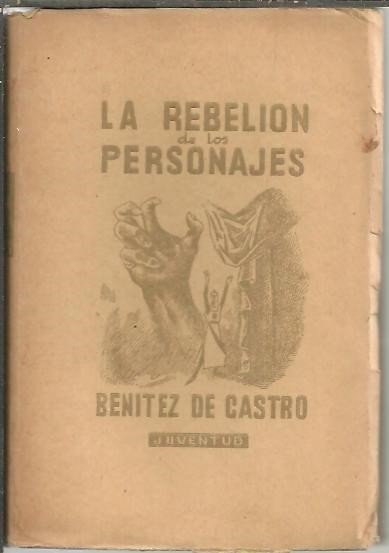 LA REBELION
de los
PERSONAJES
BENITEZ DE CASTRO
JUVENTUD